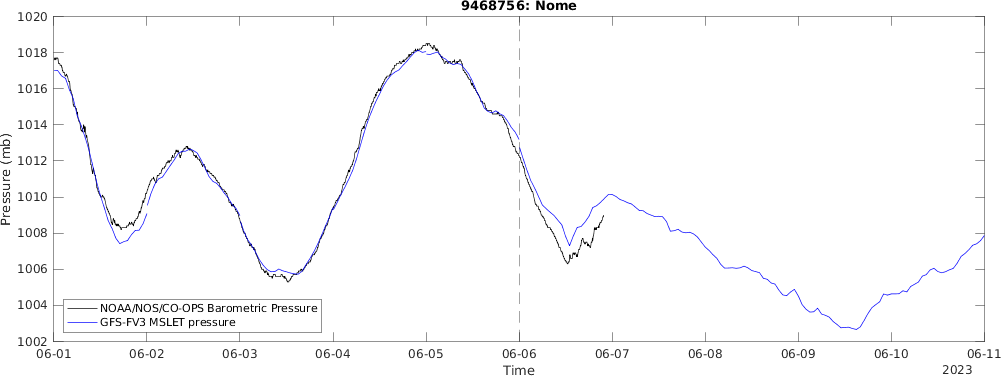 9468756: Nome
1020
1018
1016
1014
1012
1010
1008
1006
1004
1002
Pressure (mb)
NOAA/NOS/CO-OPS Barometric Pressure
GFS-FV3 MSLET pressure
06-01 06-02 06-03 06-04 06-05 06-06 06-07 06-08 06-09 06-10 06-11
Time
2023